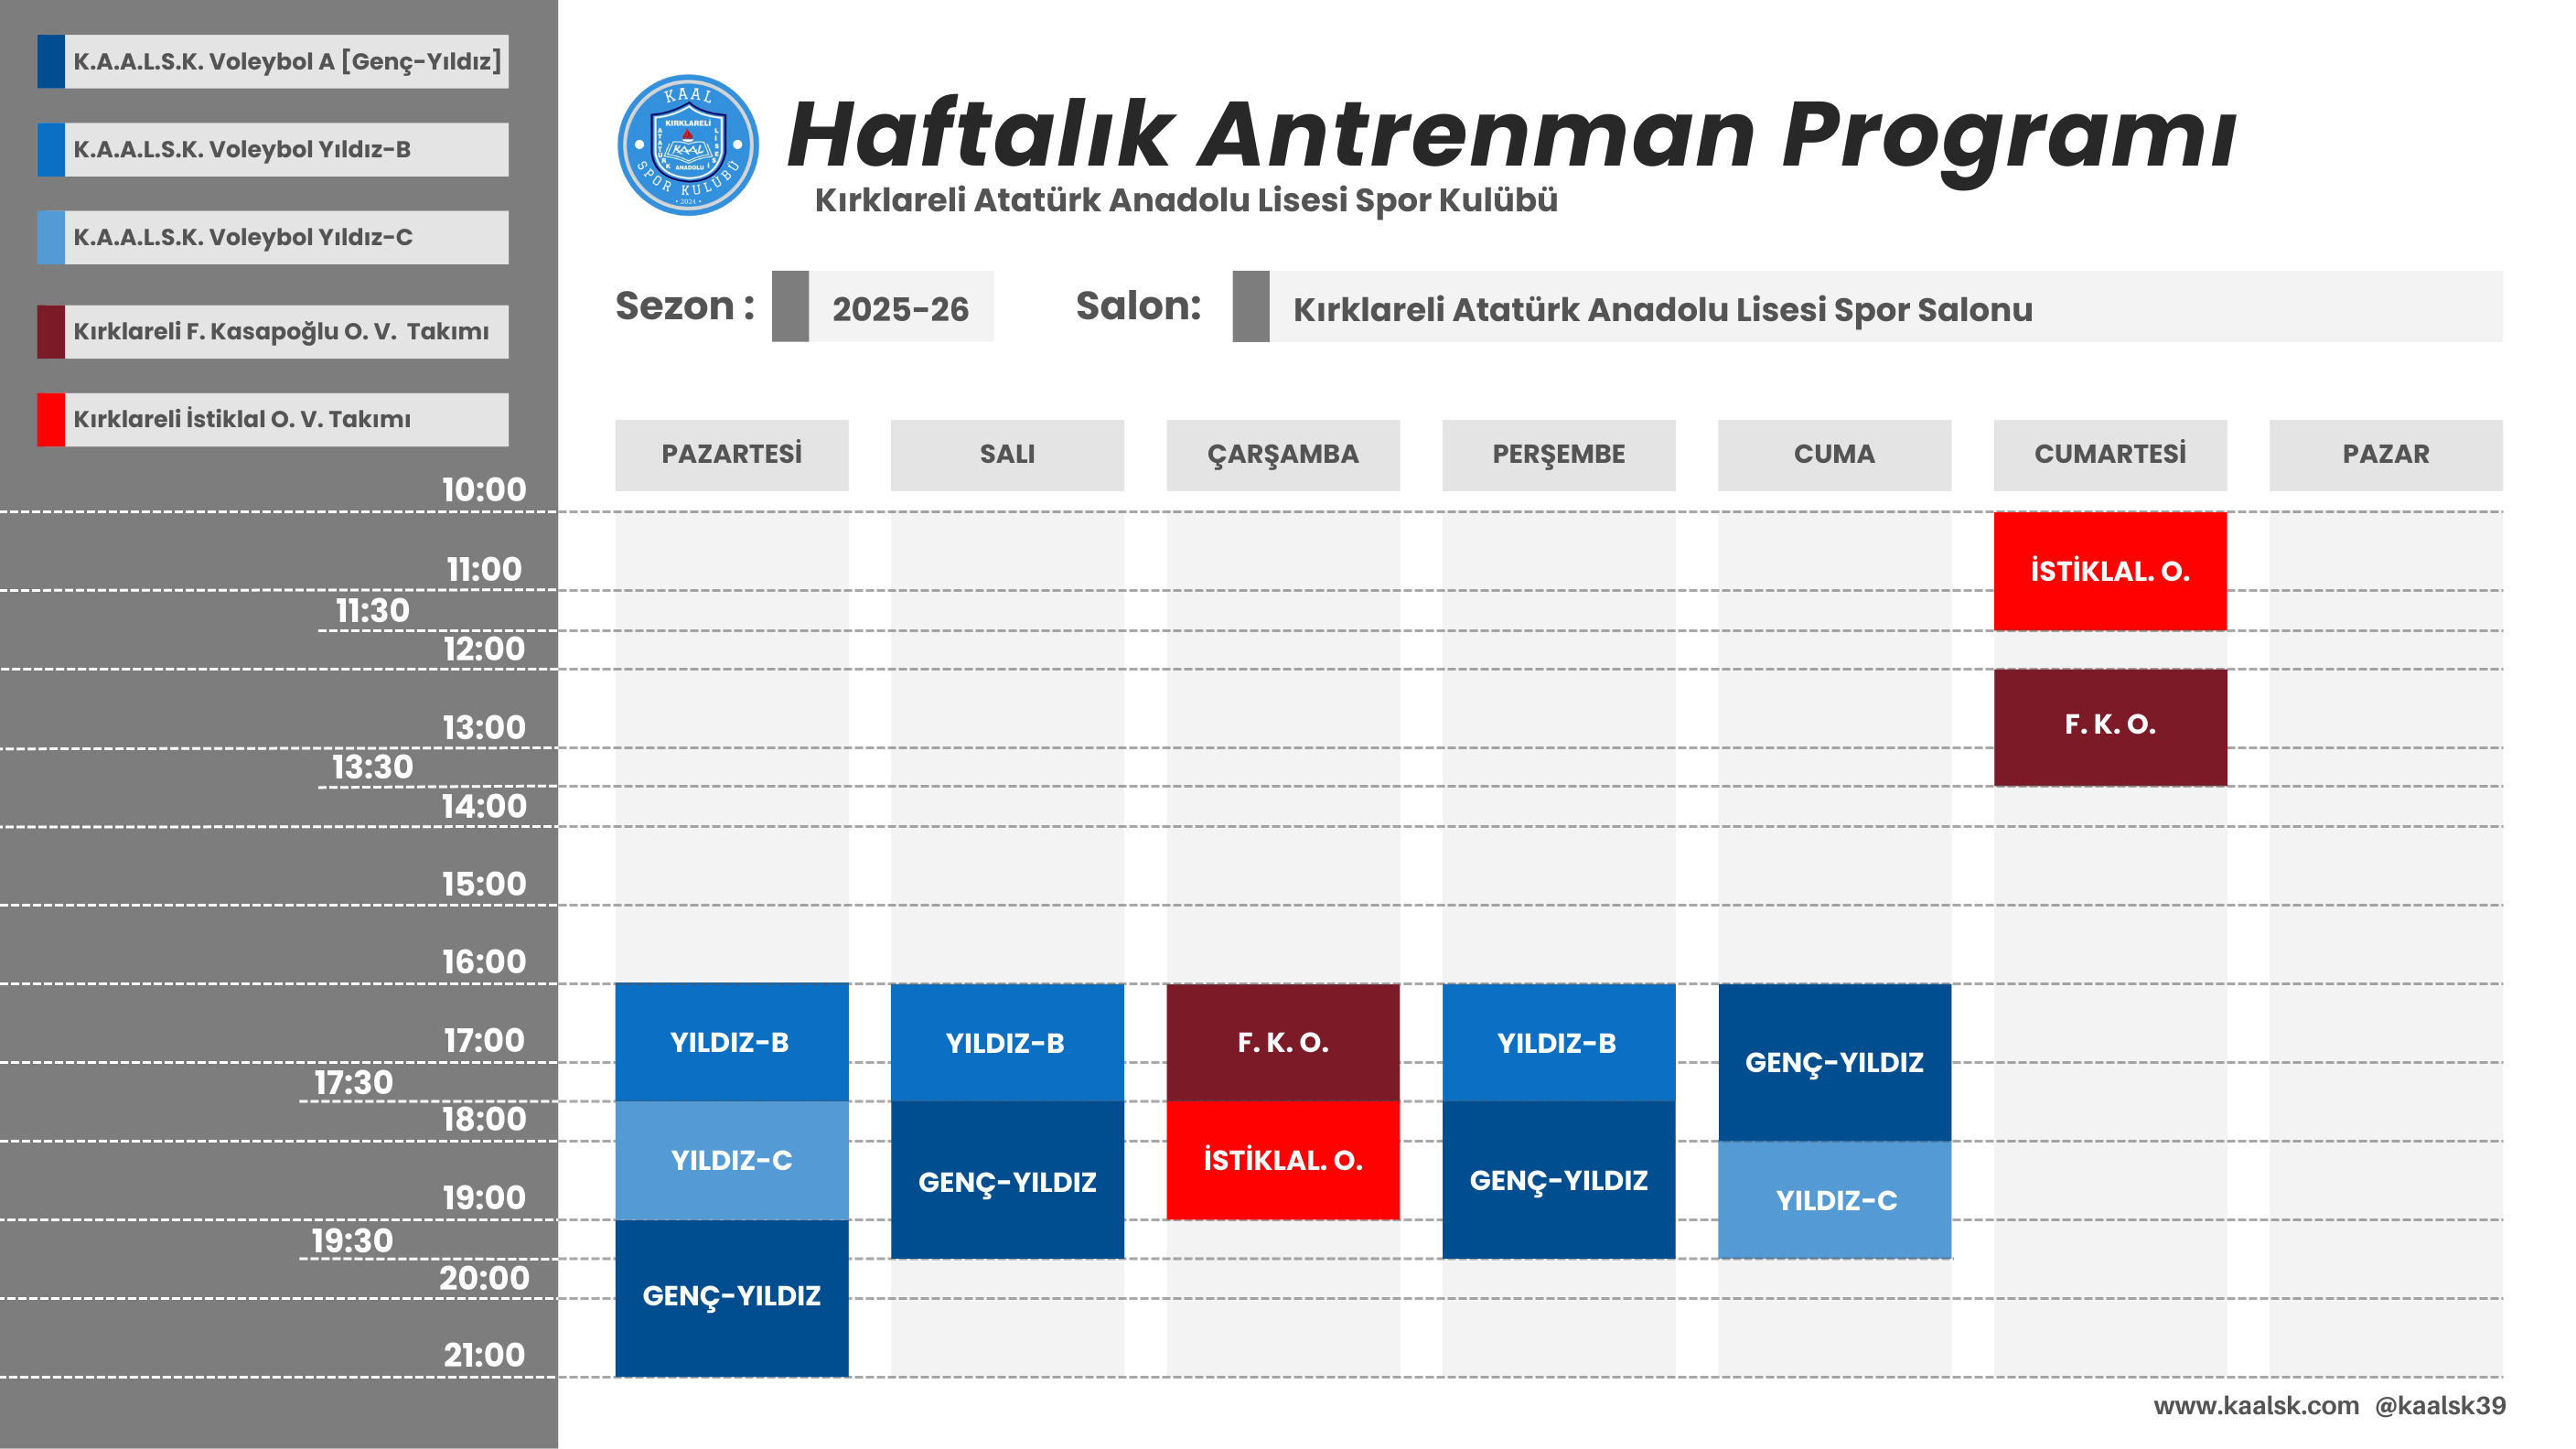 K.A.A.L.S.K. Voleybol A [Genç-Yıldız]
K.A.A.L.S.K. Voleybol Yıldız-B
K.A.A.L.S.K. Voleybol Yıldız-C
Kırklareli F. Kasapoğlu O. V. Takımı
Kırklareli İstiklal O. V. Takımı
KAAL
KIRKLARELİ
ATATÜRK
LİSESİ
KAAL
ANADOLU
SPOR KULÜBÜ
• 2024 •
Haftalık Antrenman Programı
Kırklareli Atatürk Anadolu Lisesi Spor Kulübü
Sezon : 2025-26 Salon: Kırklareli Atatürk Anadolu Lisesi Spor Salonu
PAZARTESİ SALI ÇARŞAMBA PERŞEMBE CUMA CUMARTESİ PAZAR
10:00
11:00 İSTİKLAL. O.
11:30
12:00
13:00 F. K. O.
13:30
14:00
15:00
16:00
17:00 YILDIZ-B YILDIZ-B F. K. O. YILDIZ-B GENÇ-YILDIZ
17:30
18:00
YILDIZ-C GENÇ-YILDIZ İSTİKLAL. O. GENÇ-YILDIZ YILDIZ-C
19:00
19:30
20:00
GENÇ-YILDIZ
21:00
www.kaalsk.com @kaalsk39